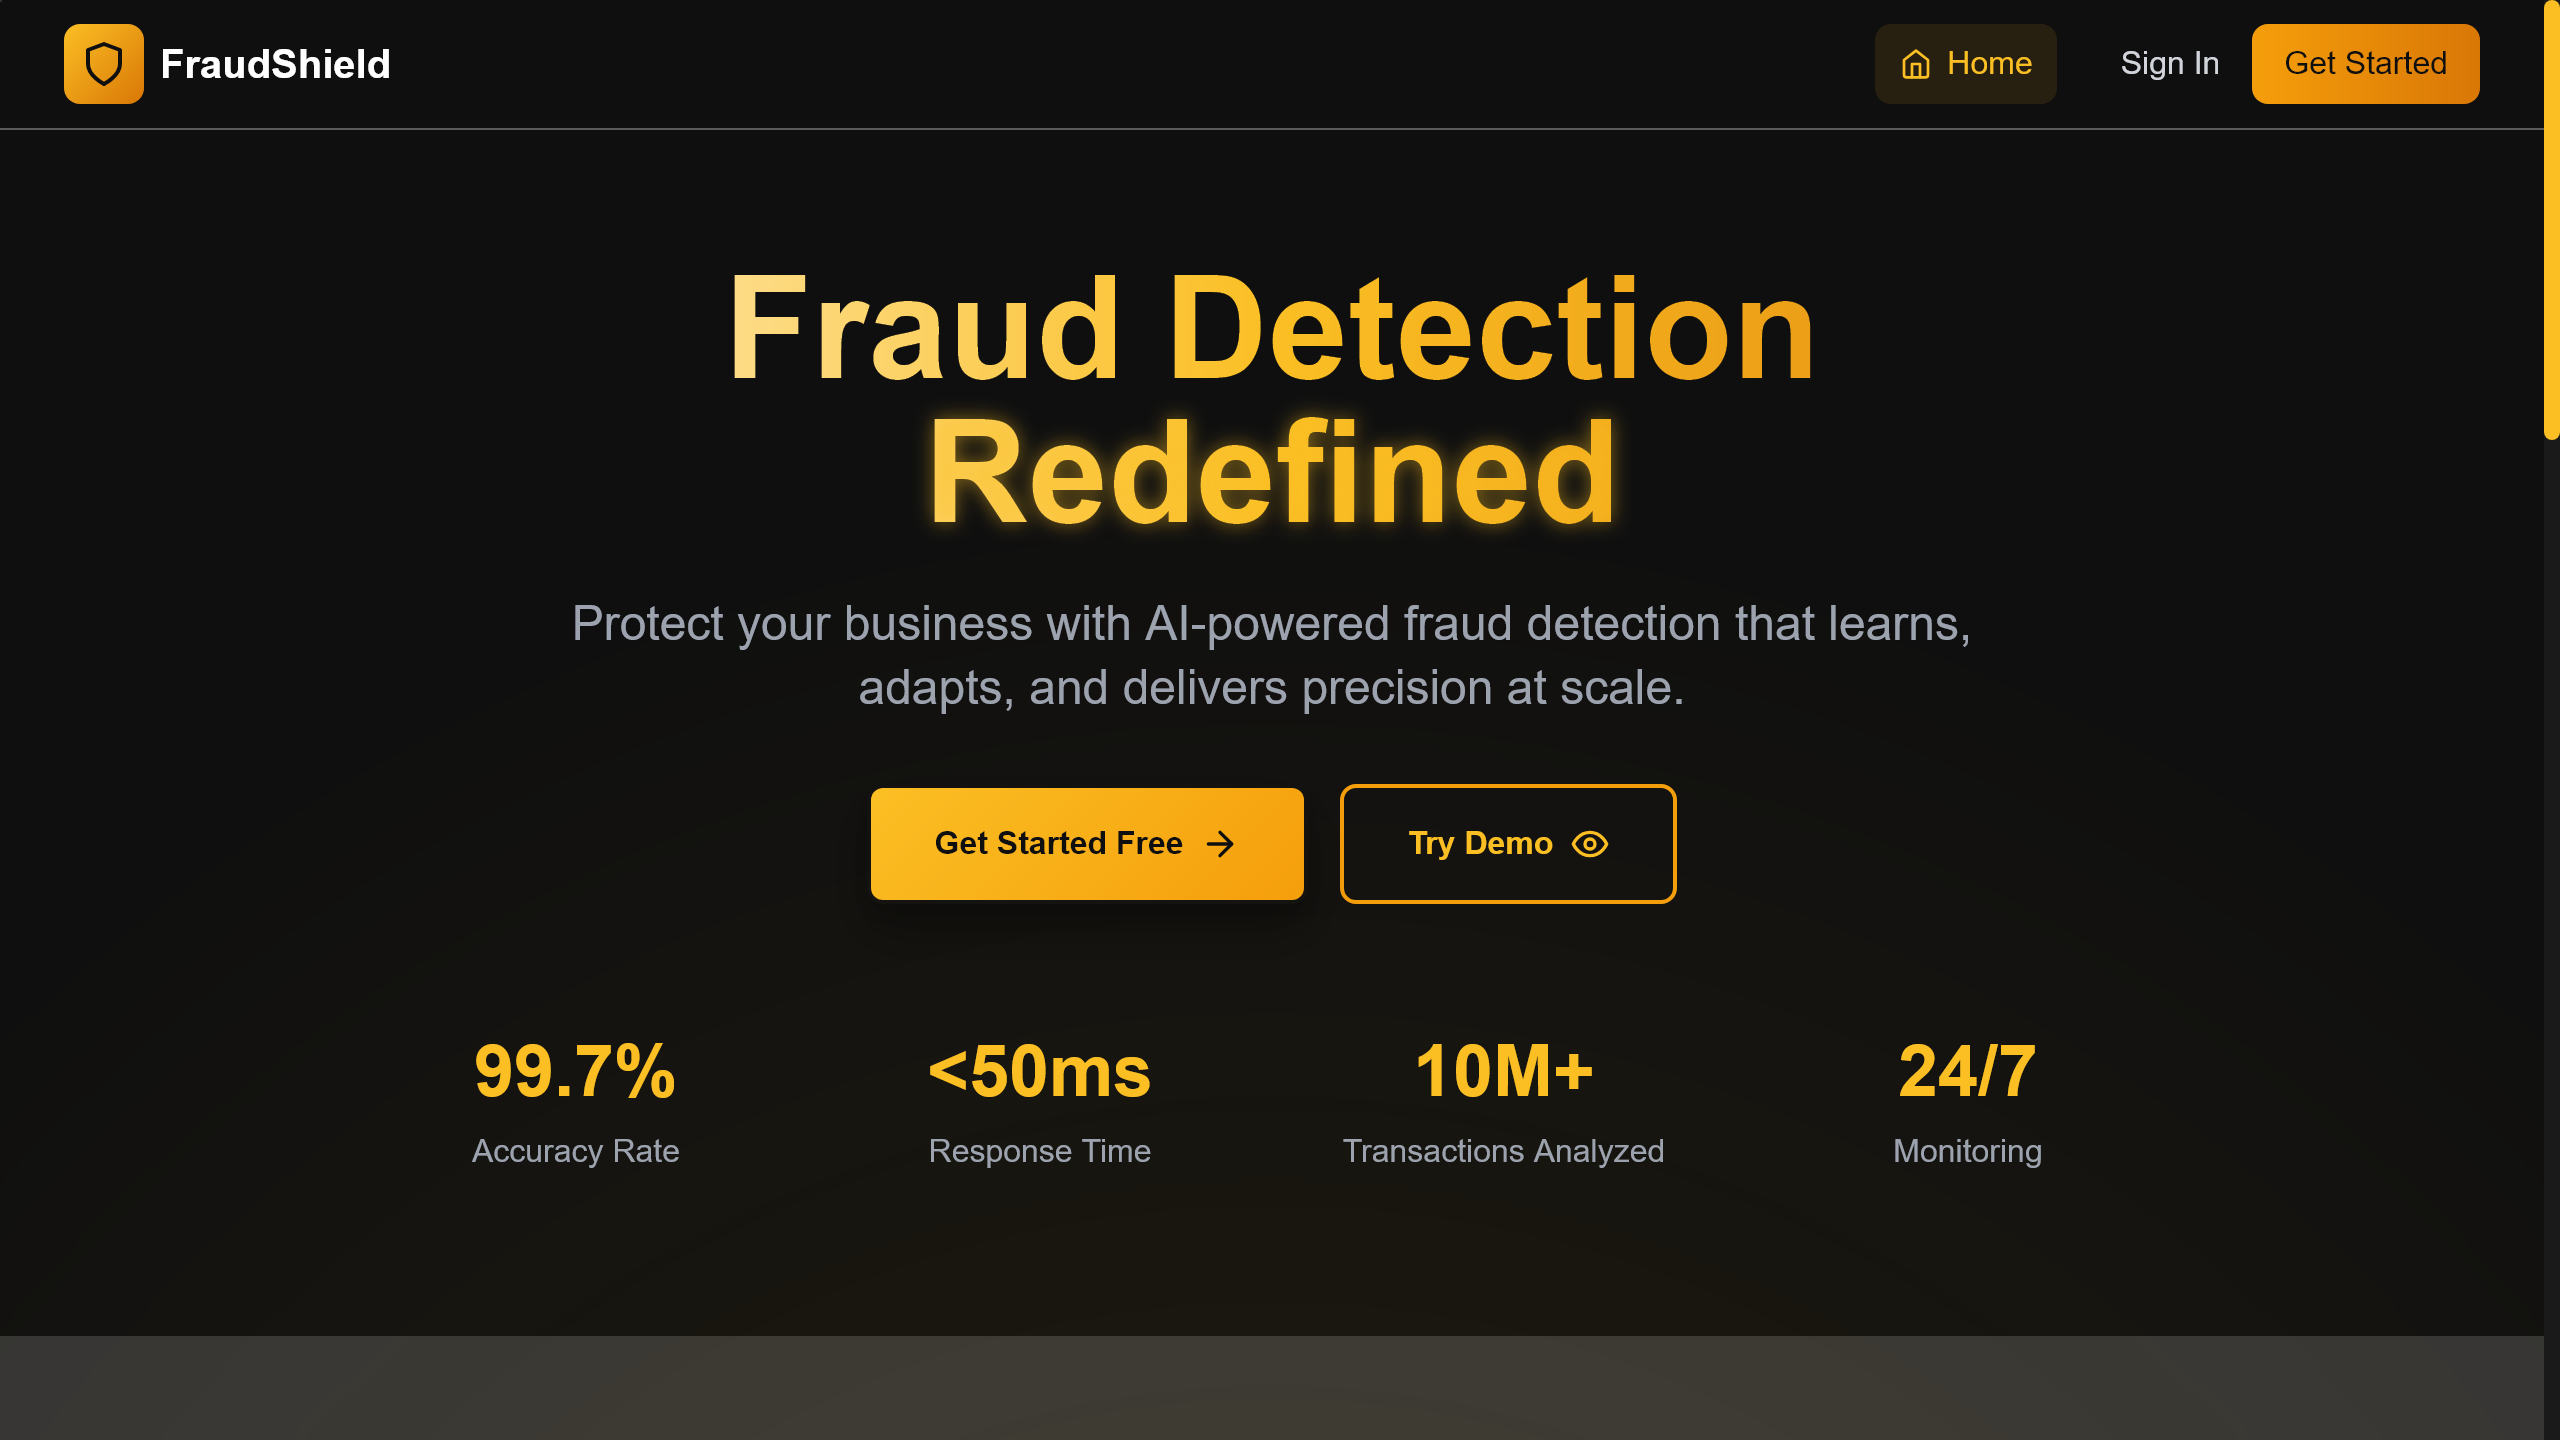 FraudShield
Home
Sign In
Get Started
Fraud Detection
Redefined
Protect your business with AI-powered fraud detection that learns,
adapts, and delivers precision at scale.
Get Started Free
Try Demo
99.7%
Accuracy Rate
<50ms
Response Time
10M+
Transactions Analyzed
24/7
Monitoring